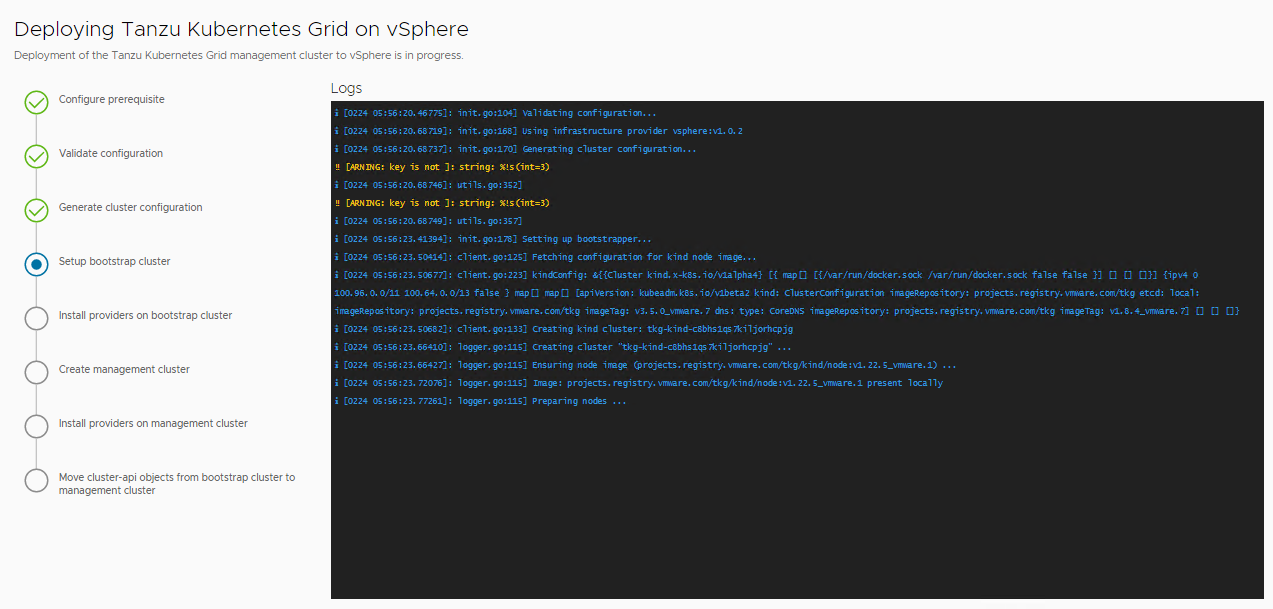 Deploying Tanzu Kubernetes Grid on vSphere
Deployment of the Tanzu Kubernetes Grid management cluster to vSphere is in progress.
Configure prerequisite
Validate configuration
Generate cluster configuration
Setup bootstrap cluster
Install providers on bootstrap cluster
Create management cluster
Install providers on management cluster
Move cluster-api objects from bootstrap cluster to
management cluster
Logs
ℹ [0224 05:56:20.46775]: init.go:104] Validating configuration...
ℹ [0224 05:56:20.68719]: init.go:168] Using infrastructure provider vsphere:v1.0.2
ℹ [0224 05:56:20.68737]: init.go:170] Generating cluster configuration...
‼ [ARNING: key is not ]: string: %!s(int=3)
ℹ [0224 05:56:20.68746]: utils.go:352]
‼ [ARNING: key is not ]: string: %!s(int=3)
ℹ [0224 05:56:20.68749]: utils.go:357]
ℹ [0224 05:56:23.41394]: init.go:178] Setting up bootstrapper...
ℹ [0224 05:56:23.50414]: client.go:125] Fetching configuration for kind node image...
ℹ [0224 05:56:23.50677]: client.go:223] kindConfig: &{{Cluster kind.x-k8s.io/v1alpha4} [{ map[] [{/var/run/docker.sock /var/run/docker.sock false false }] [] [] []}] {ipv4 0
100.96.0.0/11 100.64.0.0/13 false } map[] map[] [apiVersion: kubeadm.k8s.io/v1beta2 kind: ClusterConfiguration imageRepository: projects.registry.vmware.com/tkg etcd: local:
imageRepository: projects.registry.vmware.com/tkg imageTag: v3.5.0_vmware.7 dns: type: CoreDNS imageRepository: projects.registry.vmware.com/tkg imageTag: v1.8.4_vmware.7] [] [] []}
ℹ [0224 05:56:23.50682]: client.go:133] Creating kind cluster: tkg-kind-c8bhs1qs7kiljorhcpjg
ℹ [0224 05:56:23.66410]: logger.go:115] Creating cluster "tkg-kind-c8bhs1qs7kiljorhcpjg" ...
ℹ [0224 05:56:23.66427]: logger.go:115] Ensuring node image (projects.registry.vmware.com/tkg/kind/node:v1.22.5_vmware.1) ...
ℹ [0224 05:56:23.72076]: logger.go:115] Image: projects.registry.vmware.com/tkg/kind/node:v1.22.5_vmware.1 present locally
ℹ [0224 05:56:23.77261]: logger.go:115] Preparing nodes ...